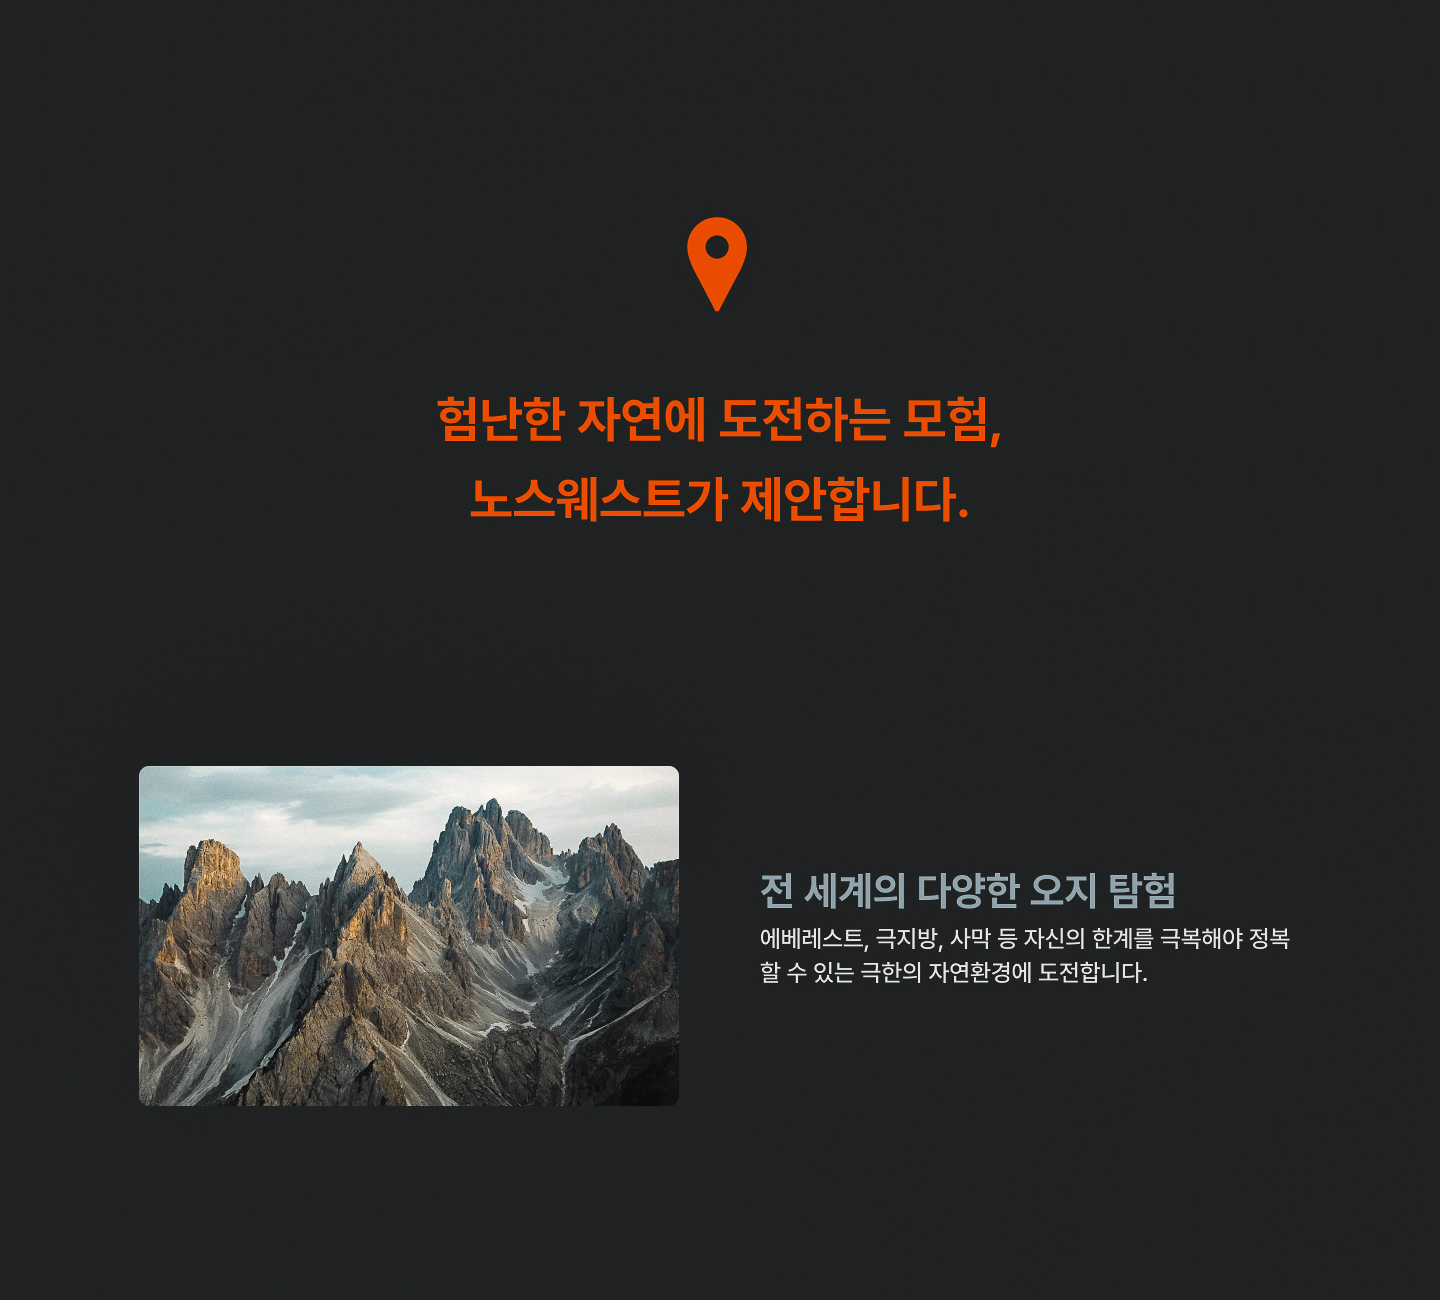 험난한 자연에 도전하는 모험,
노스웨스트가 제안합니다.
전 세계의 다양한 오지 탐험
에베레스트, 극지방, 사막 등 자신의 한계를 극복해야 정복
할 수 있는 극한의 자연환경에 도전합니다.